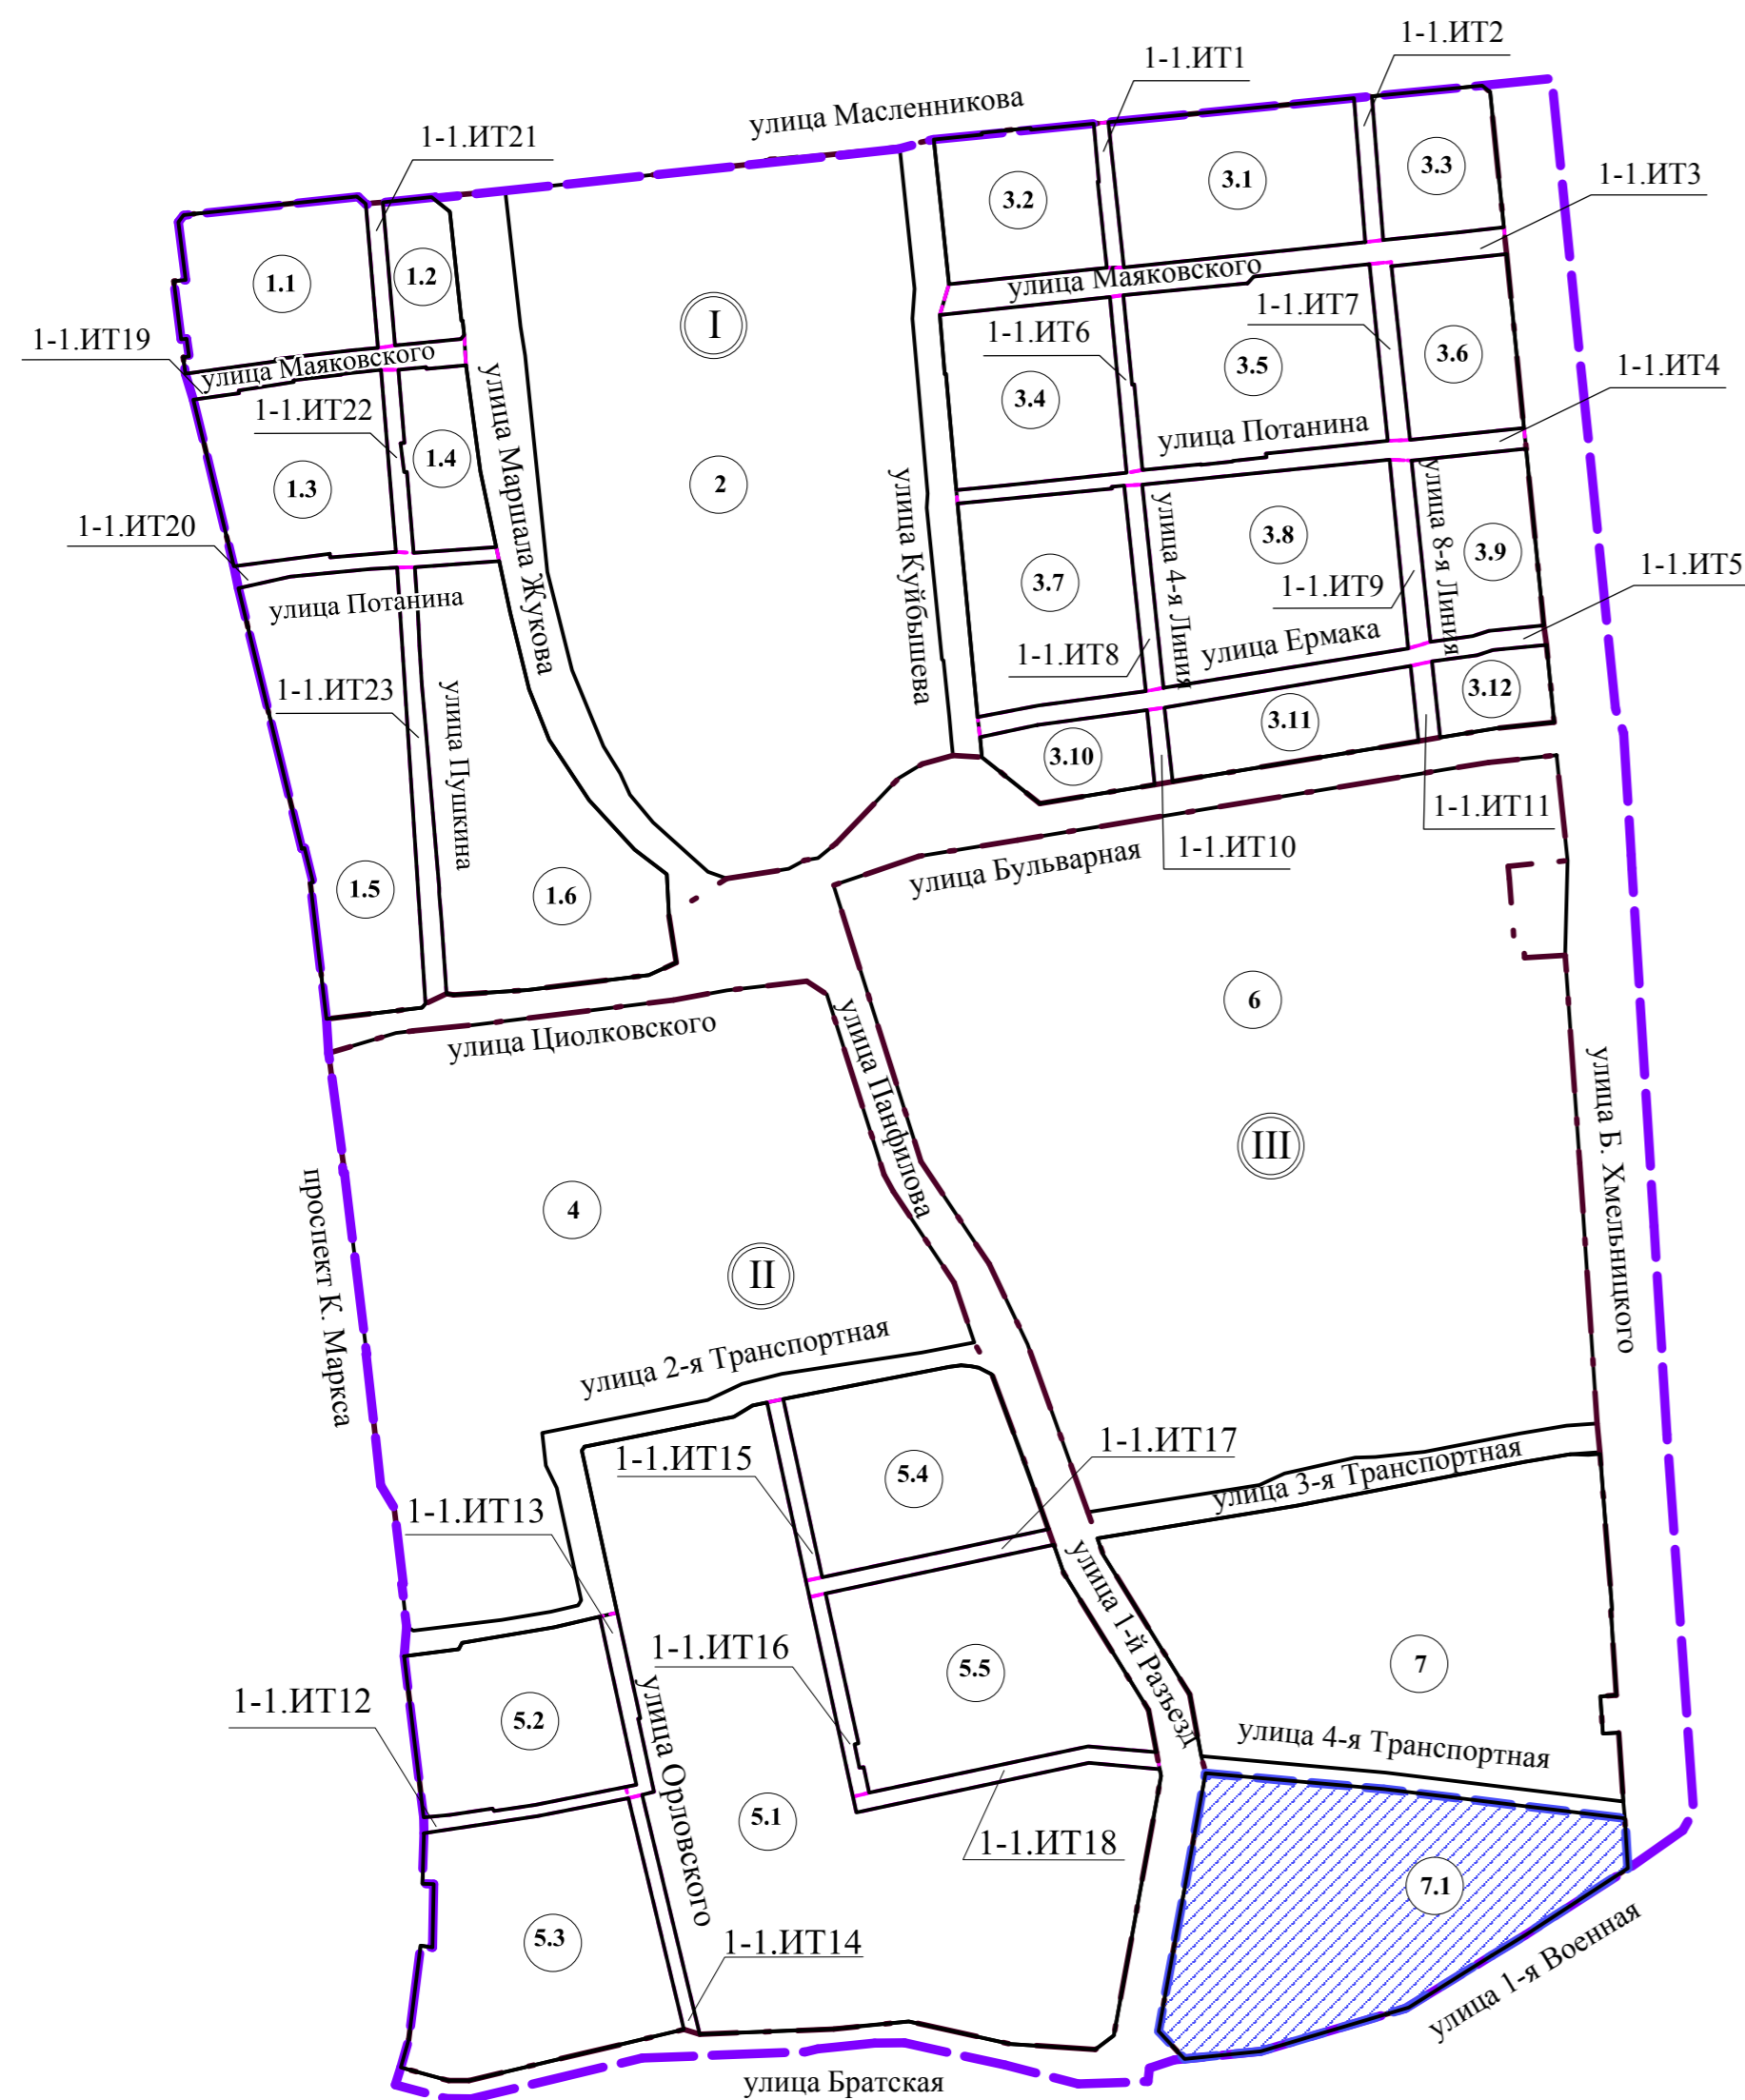 1-1.ИТ2
1-1.ИТ1
улица Масленникова
1-1.ИТ21
3.3
3.1
3.2
1-1.ИТ3
1.2
1.1
улица Маяковского
I
1-1.ИТ7
1-1.ИТ19
1-1.ИТ6
3.6
3.5
1-1.ИТ4
улица Маяковского
3.4
1-1.ИТ22
улица Потанина
1.4
1.3
2
улица Маршала Жукова
улица Куйбышева
улица 4-я Линия
улица 8-я Линия
1-1.ИТ20
3.8
3.9
1-1.ИТ5
3.7
1-1.ИТ9
улица Потанина
улица Ермака
1-1.ИТ8
1-1.ИТ23
улица Пушкина
3.12
3.11
3.10
1-1.ИТ11
1-1.ИТ10
улица Бульварная
1.5
1.6
6
улица Циолковского
улица Панфилова
улица Б. Хмельницкого
III
4
проспект К. Маркса
II
улица 2-я Транспортная
1-1.ИТ17
1-1.ИТ15
5.4
улица 3-я Транспортная
1-1.ИТ13
улица 1-й Разъезд
1-1.ИТ16
5.5
7
1-1.ИТ12
5.2
улица Орловского
улица 4-я Транспортная
5.1
1-1.ИТ18
7.1
5.3
1-1.ИТ14
улица 1-я Военная
улица Братская